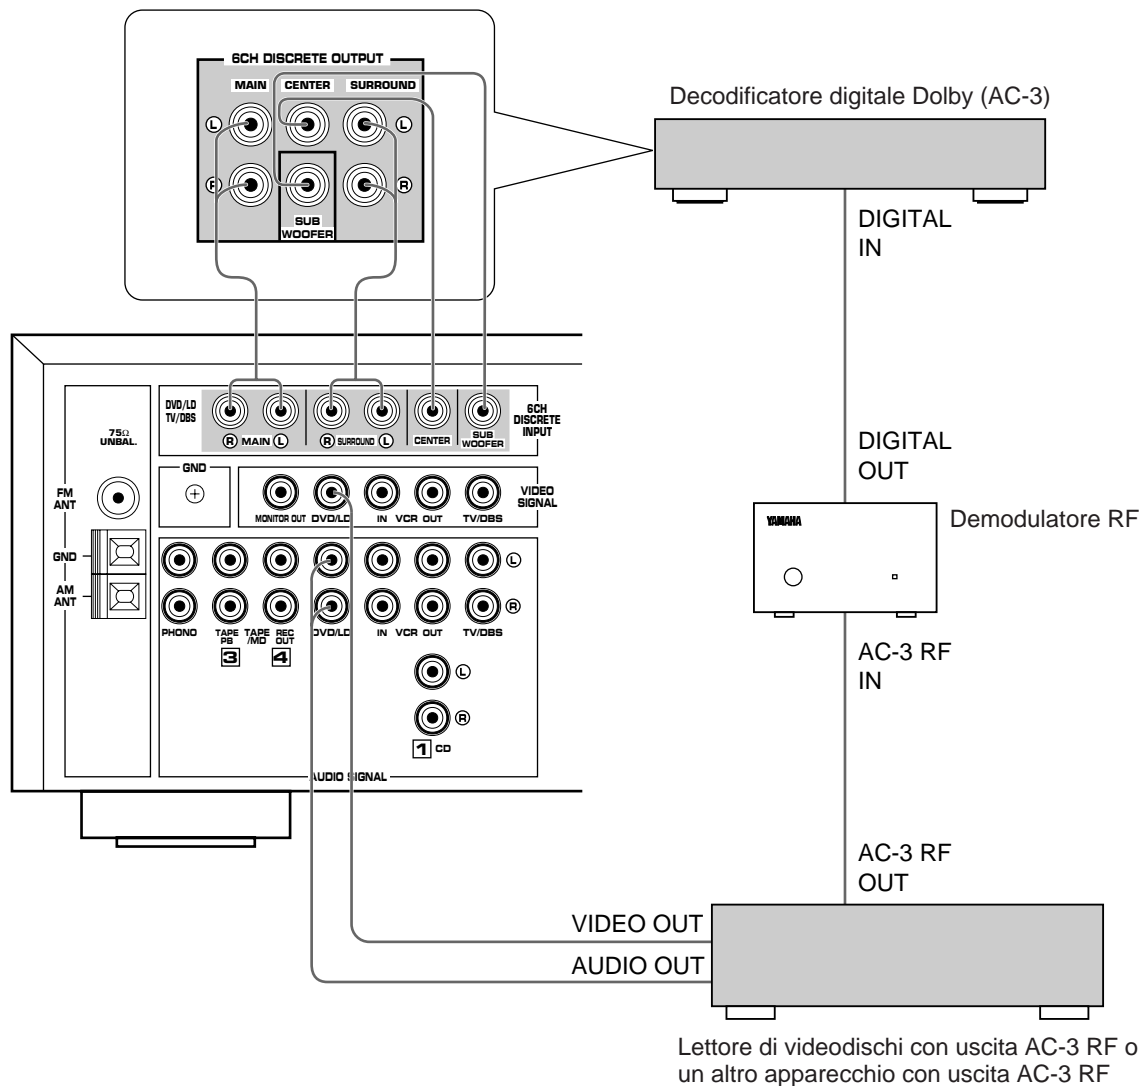 6CH DISCRETE OUTPUT
MAIN CENTER SURROUND
L L
R R
SUB
WOOFER
Decodificatore digitale Dolby (AC-3)
DIGITAL
IN
DVD/LD
TV/DBS
R MAIN L
R SURROUND L
CENTER
SUB
WOOFER
6CH
DISCRETE
INPUT
75Ω
UNBAL.
GND
FM
ANT
VIDEO
SIGNAL
MONITOR OUT DVD/LD IN VCR OUT TV/DBS
DIGITAL
OUT
YAMAHA
Demodulatore RF
GND
AM
ANT
L
R
PHONO
TAPE
PB
TAPE
/MD
REC
OUT
DVD/LD IN VCR OUT TV/DBS
3 4
L
R
1 CD
AUDIO SIGNAL
AC-3 RF
IN
AC-3 RF
OUT
VIDEO OUT
AUDIO OUT
Lettore di videodischi con uscita AC-3 RF o
un altro apparecchio con uscita AC-3 RF